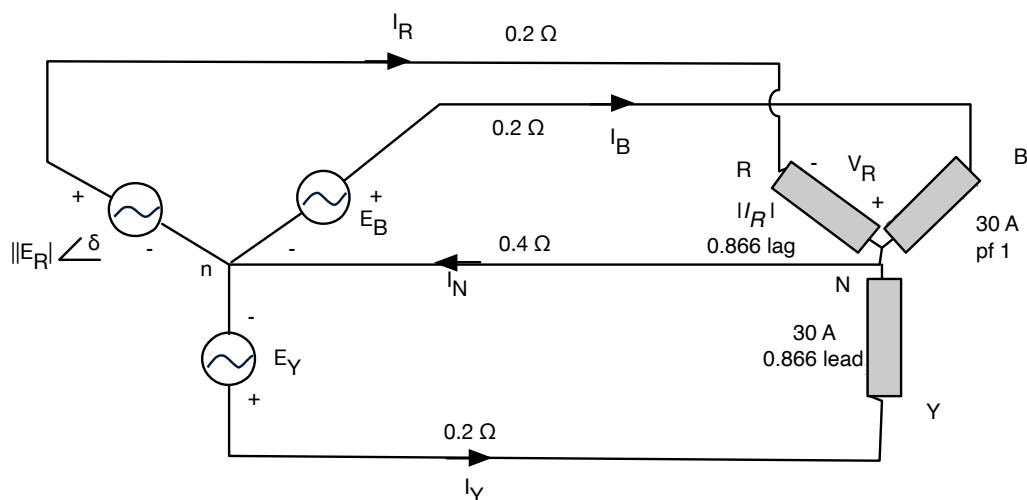 I_R
0.2 Ω
0.2 Ω
I_B
B
R
-
V_R
+
+
+
E_B
|I_R|
0.866 lag
30 A
pf 1
||E_R| ∠δ
-
-
n
0.4 Ω
I_N
N
-
E_Y
30 A
0.866 lead
+
Y
0.2 Ω
I_Y